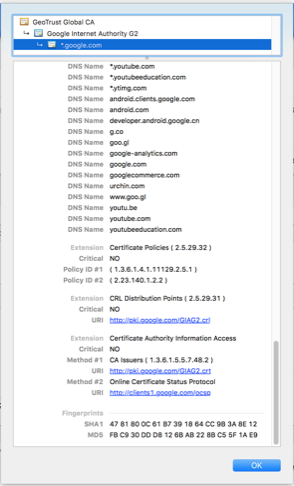 GeoTrust Global CA
Google Internet Authority G2
*.google.com
DNS Name *.youtube.com
DNS Name *.youtubeeducation.com
DNS Name *.ytimg.com
DNS Name android.clients.google.com
DNS Name android.com
DNS Name developer.android.google.cn
DNS Name g.co
DNS Name goo.gl
DNS Name google-analytics.com
DNS Name google.com
DNS Name googlecommerce.com
DNS Name urchin.com
DNS Name www.goo.gl
DNS Name youtu.be
DNS Name youtube.com
DNS Name youtubeeducation.com
Extension Certificate Policies ( 2.5.29.32 )
Critical NO
Policy ID #1 ( 1.3.6.1.4.1.11129.2.5.1 )
Policy ID #2 ( 2.23.140.1.2.2 )
Extension CRL Distribution Points ( 2.5.29.31 )
Critical NO
URI http://pki.google.com/GIAG2.crl
Extension Certificate Authority Information Access
Critical NO
Method #1 CA Issuers ( 1.3.6.1.5.5.7.48.2 )
URI http://pki.google.com/GIAG2.crt
Method #2 Online Certificate Status Protocol
URI http://clients1.google.com/ocsp
Fingerprints
SHA1 47 81 80 0C 61 B7 39 18 64 CC 9B 3A 8E 12
MD5 FB C9 30 DD D8 12 6B AB 22 8B C5 5F 1A E9
OK